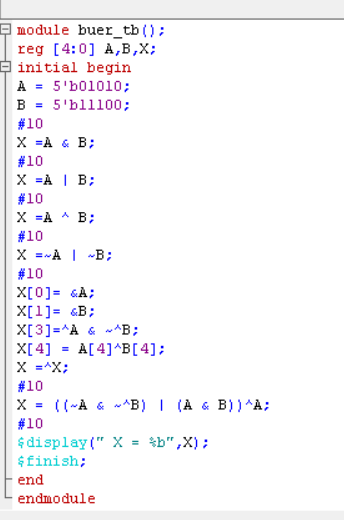 module buer_tb();
reg [4:0] A,B,X;
initial begin
A = 5'b01010;
B = 5'b11100;
#10
X =A & B;
#10
X =A | B;
#10
X =A ^ B;
#10
X =~A | ~B;
#10
X[0]= &A;
X[1]= &B;
X[3]=^A & ~^B;
X[4] = A[4]^B[4];
X =^X;
#10
X = ((~A & ~^B) | (A & B))^A;
#10
$display(" X = %b",X);
$finish;
end
endmodule